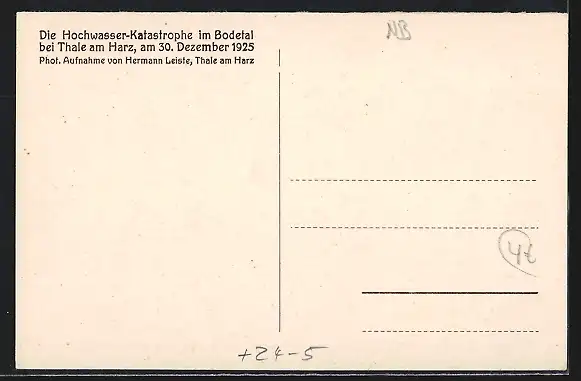 Die Hochwasser-Katastrophe im Bodetal
bei Thale am Harz, am 30. Dezember 1925
Phot. Aufnahme von Hermann Leiste, Thale am Harz
NB
4t
+24-5